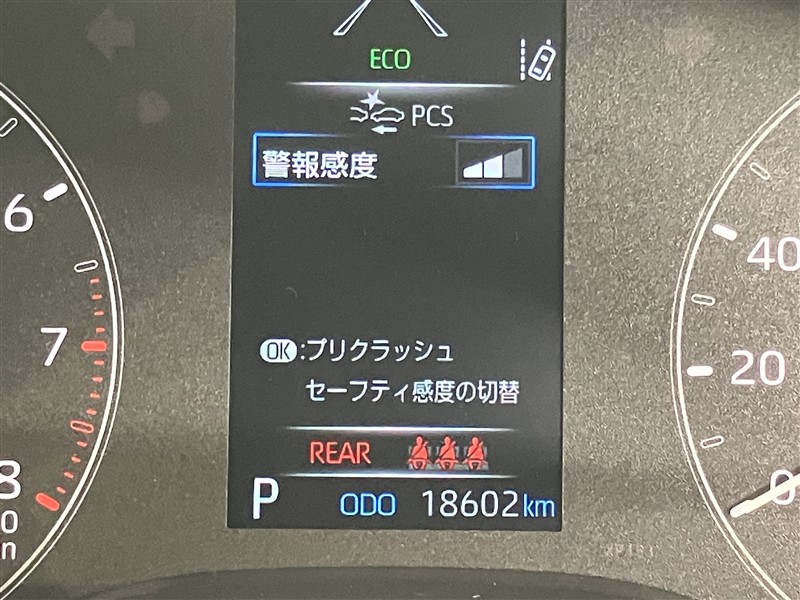 ECO
PCS
警報感度
6
40
7
OK:プリクラッシュ
20
セーフティ感度の切替
REAR
8
0
P ODO 18602km